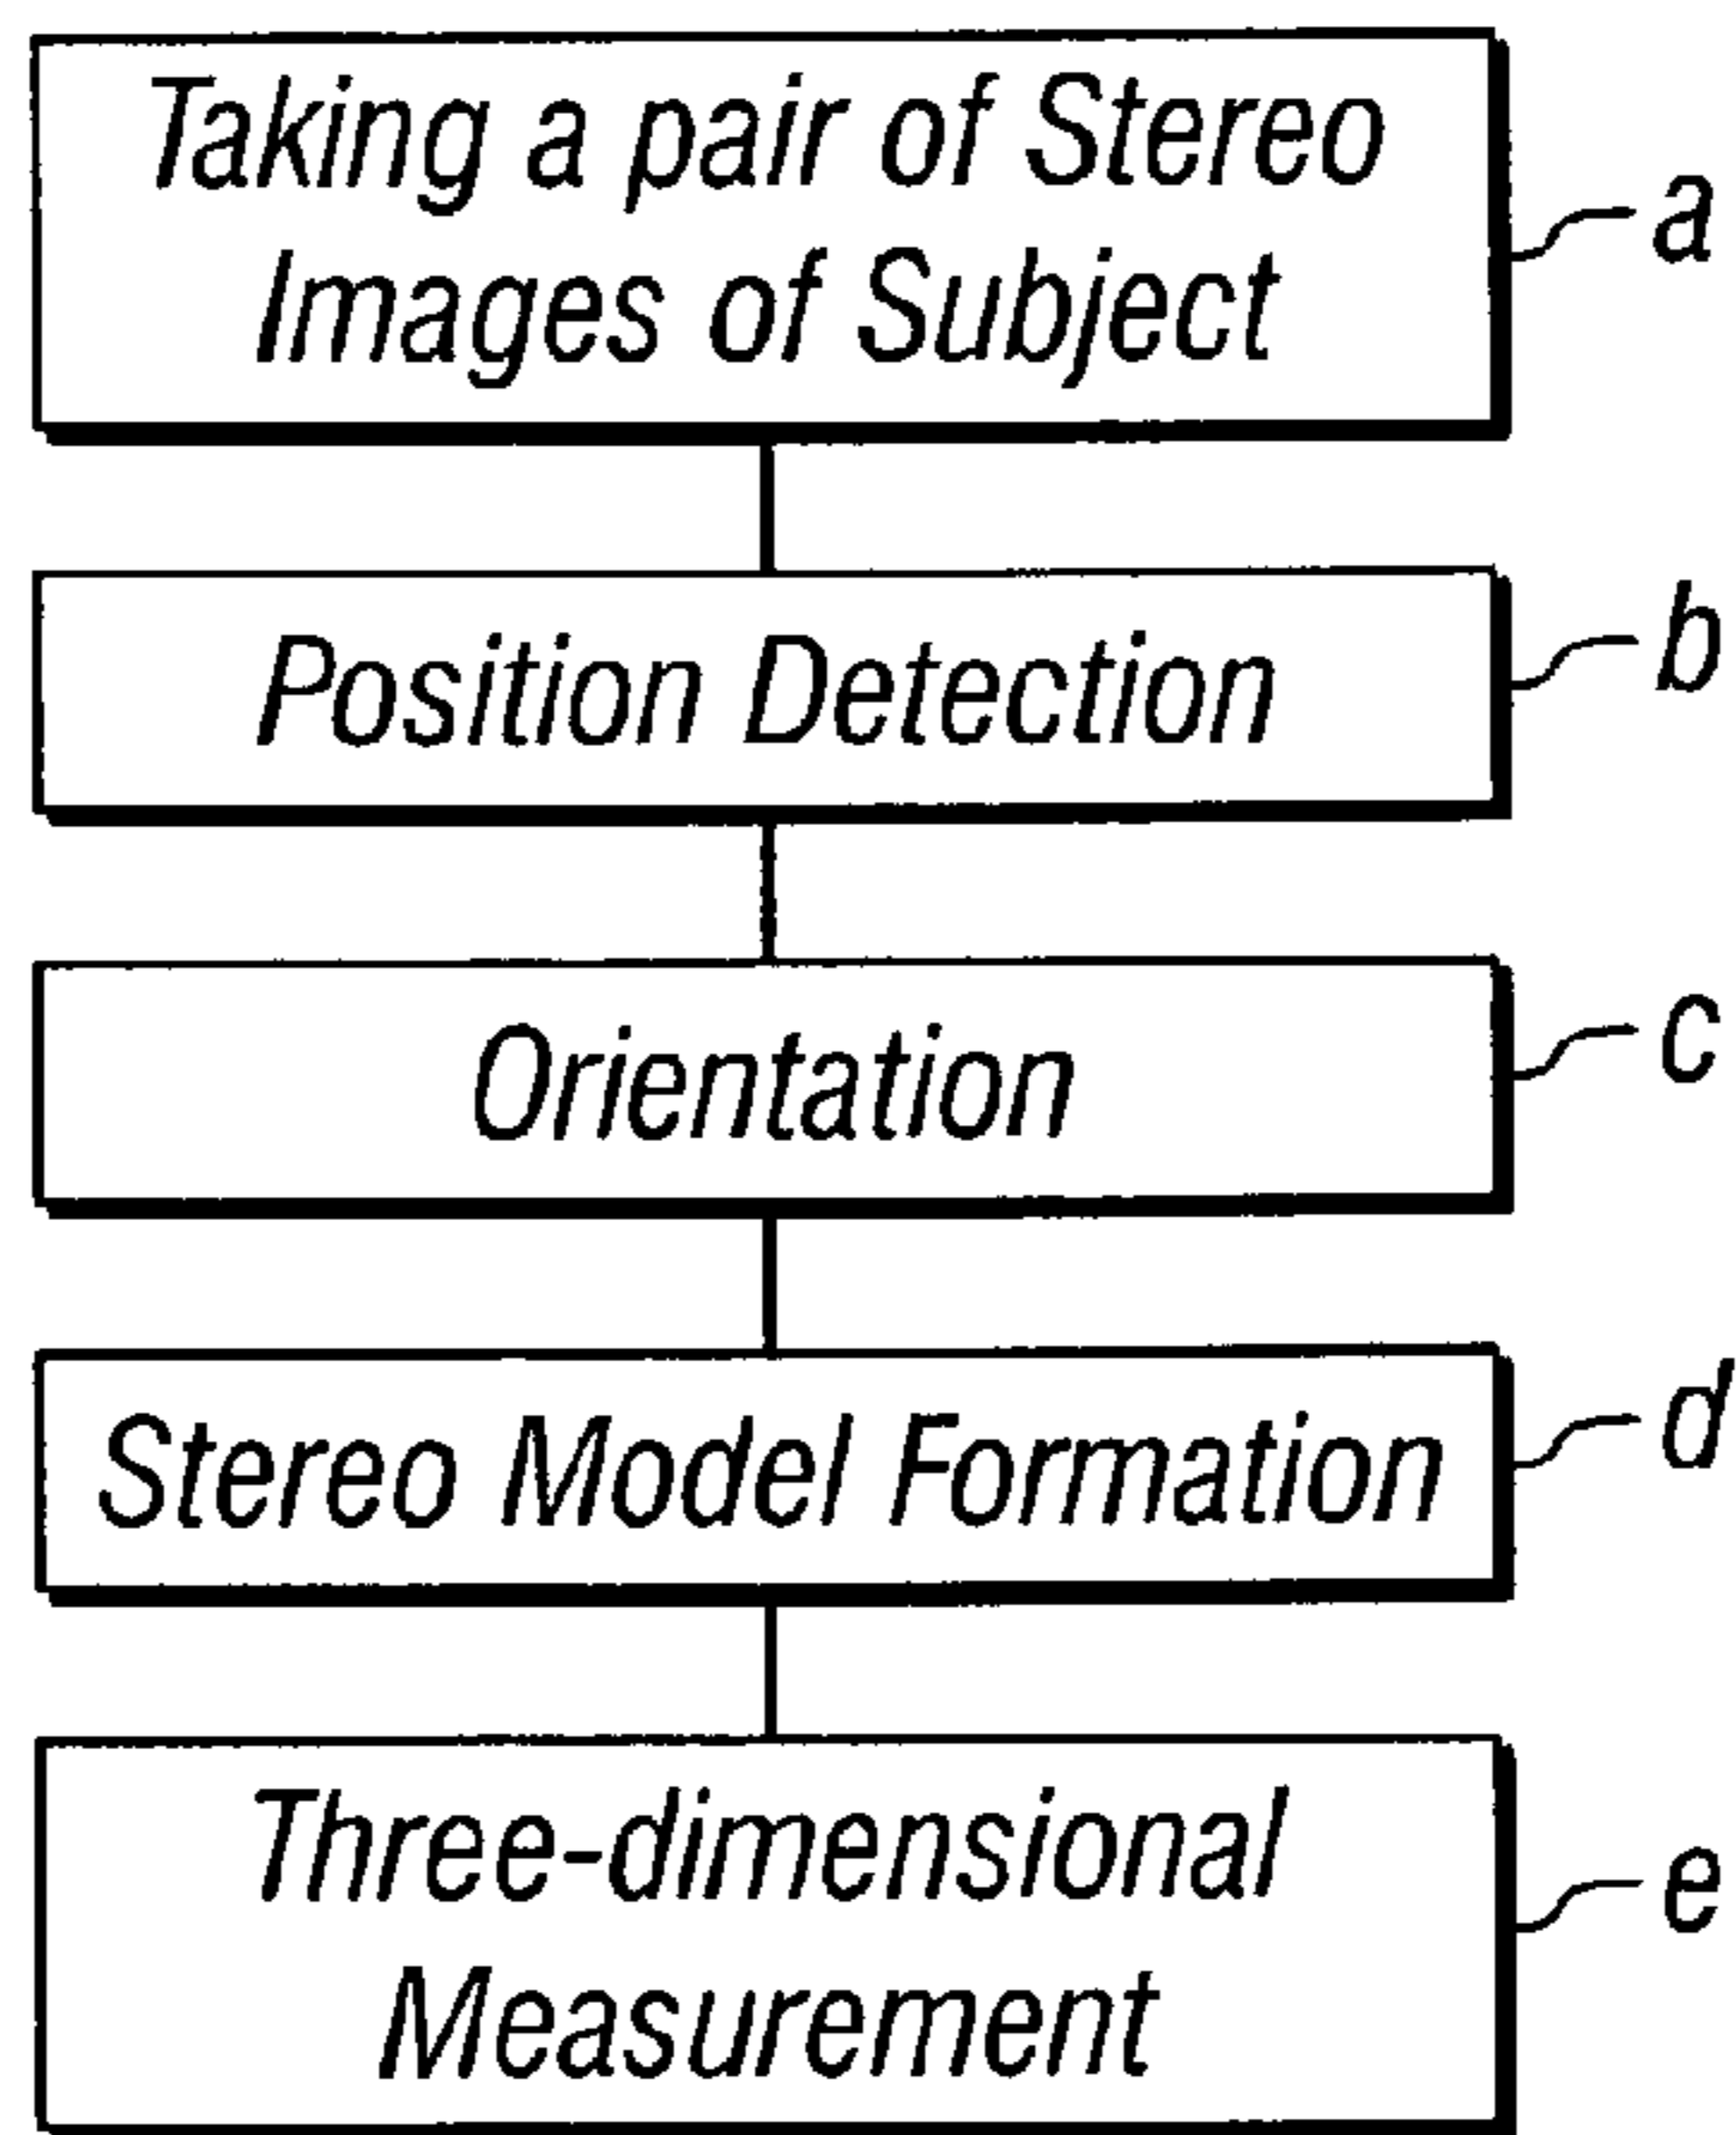 Taking a pair of Stereo
Images of Subject
a
Position Detection
b
Orientation
c
Stereo Model Formation
d
Three-dimensional
Measurement
e